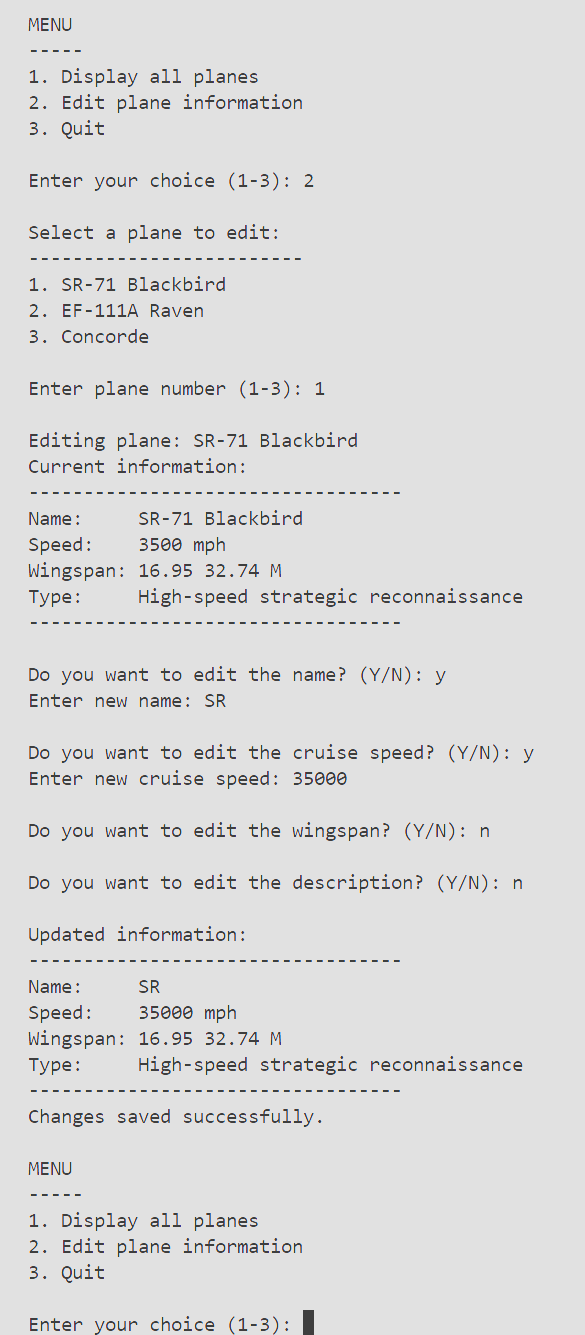 MENU
-----
1. Display all planes
2. Edit plane information
3. Quit
Enter your choice (1-3): 2
Select a plane to edit:
-------------------------
1. SR-71 Blackbird
2. EF-111A Raven
3. Concorde
Enter plane number (1-3): 1
Editing plane: SR-71 Blackbird
Current information:
----------------------------------
Name:     SR-71 Blackbird
Speed:    3500 mph
Wingspan: 16.95 32.74 M
Type:     High-speed strategic reconnaissance
----------------------------------
Do you want to edit the name? (Y/N): y
Enter new name: SR
Do you want to edit the cruise speed? (Y/N): y
Enter new cruise speed: 35000
Do you want to edit the wingspan? (Y/N): n
Do you want to edit the description? (Y/N): n
Updated information:
----------------------------------
Name:     SR
Speed:    35000 mph
Wingspan: 16.95 32.74 M
Type:     High-speed strategic reconnaissance
----------------------------------
Changes saved successfully.
MENU
-----
1. Display all planes
2. Edit plane information
3. Quit
Enter your choice (1-3):